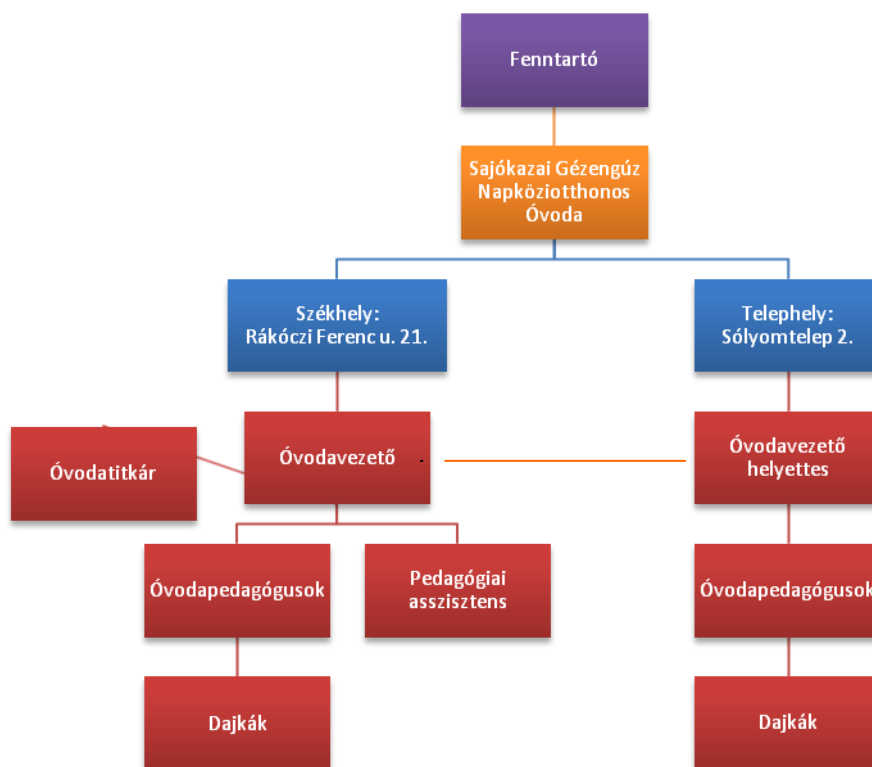 Fenntartó
Sajókazai Gézengúz
Napköziotthonos
Óvoda
Székhely:
Rákóczi Ferenc u. 21.
Telephely:
Sólyomtelep 2.
Óvodatitkár
Óvodavezető
Óvodavezető
helyettes
Óvodapedagógusok
Pedagógiai
asszisztens
Óvodapedagógusok
Dajkák
Dajkák